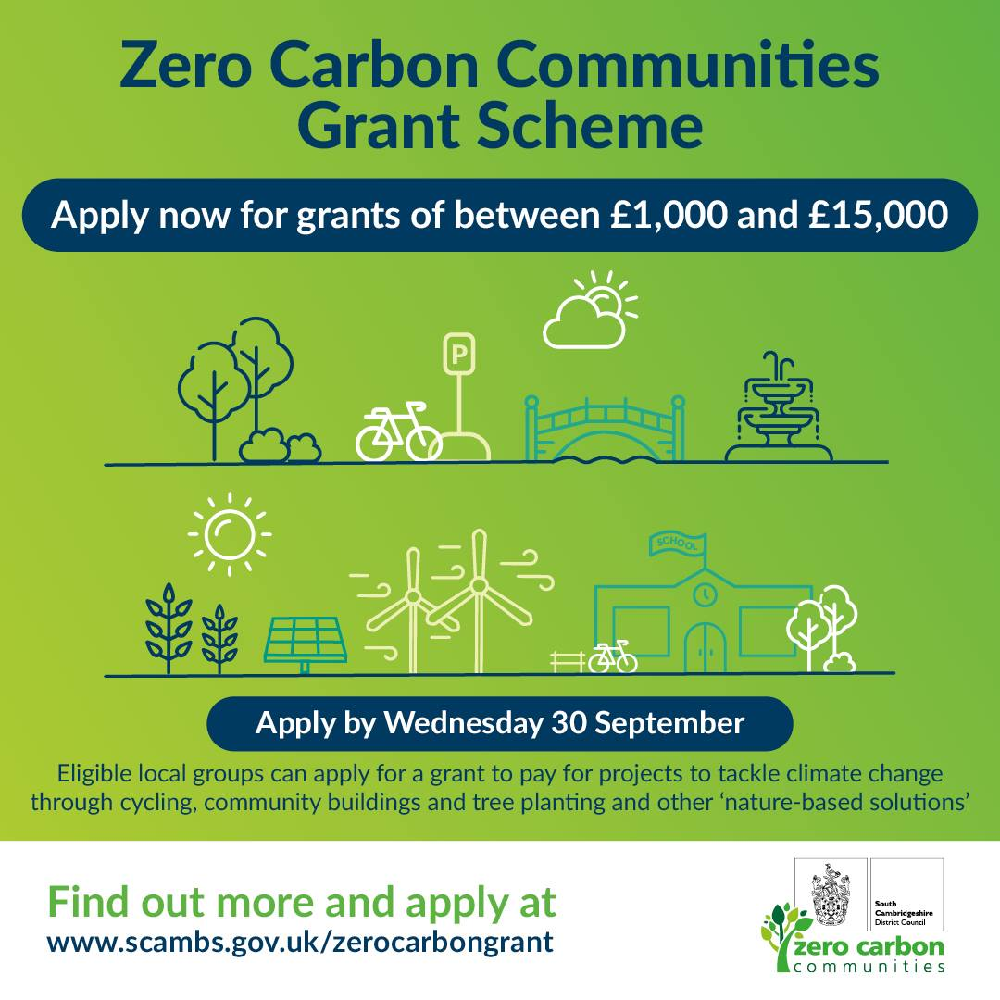 Zero Carbon Communities
Grant Scheme
Apply now for grants of between £1,000 and £15,000
P
SCHOOL
Apply by Wednesday 30 September
Eligible local groups can apply for a grant to pay for projects to tackle climate change
through cycling, community buildings and tree planting and other ‘nature-based solutions’
Find out more and apply at
www.scambs.gov.uk/zerocarbongrant
South
Cambridgeshire
District Council
zero carbon
communities